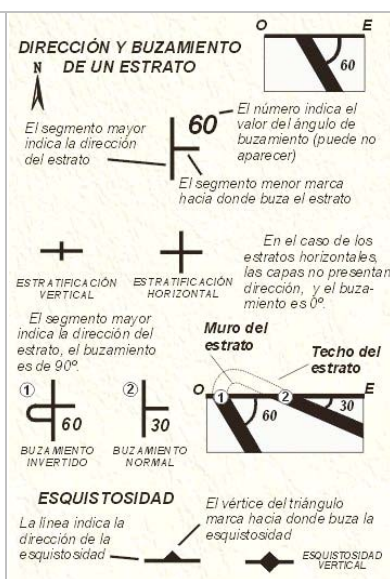 O E
DIRECCIÓN Y BUZAMIENTO
DE UN ESTRATO
N
60
El segmento mayor
indica la dirección
del estrato
60
El número indica el
valor del ángulo de
buzamiento (puede no
aparecer)
El segmento menor marca
hacia donde buza el estrato
ESTRATIFICACIÓN
VERTICAL
ESTRATIFICACIÓN
HORIZONTAL
En el caso de los
estratos horizontales,
las capas no presentan
dirección, y el buza-
miento es 0º.
El segmento mayor
indica la dirección del
estrato, el buzamiento
es de 90º.
Muro del
estrato
Techo del
estrato
1
60
BUZAMIENTO
INVERTIDO
2
30
BUZAMIENTO
NORMAL
O 1 2 E
60 30
ESQUISTOSIDAD
La línea indica la
dirección de la
esquistosidad
El vértice del triángulo
marca hacia donde buza la
esquistosidad
ESQUISTOSIDAD
VERTICAL